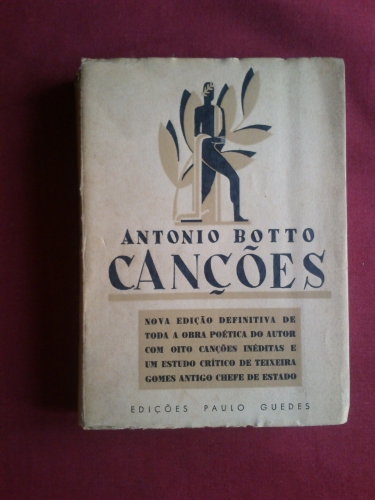 ANTONIO BOTTO
CANÇÕES
NOVA EDIÇÃO DEFINITIVA DE
TODA A OBRA POÉTICA DO AUTOR
COM OITO CANÇÕES INÉDITAS E
UM ESTUDO CRÍTICO DE TEIXEIRA
GOMES ANTIGO CHEFE DE ESTADO
EDIÇÕES PAULO GUEDES